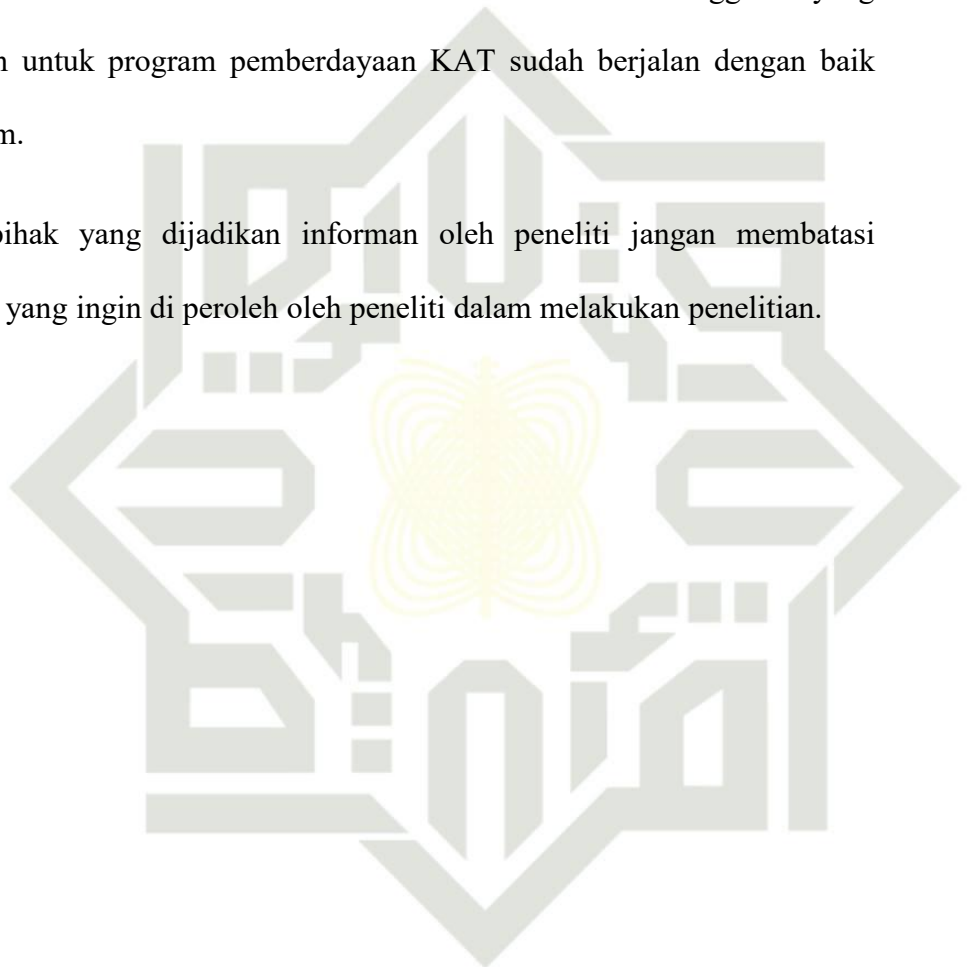 yang
n untuk program pemberdayaan KAT sudah berjalan dengan baik
m.
pihak yang dijadikan informan oleh peneliti jangan membatasi
yang ingin di peroleh oleh peneliti dalam melakukan penelitian.